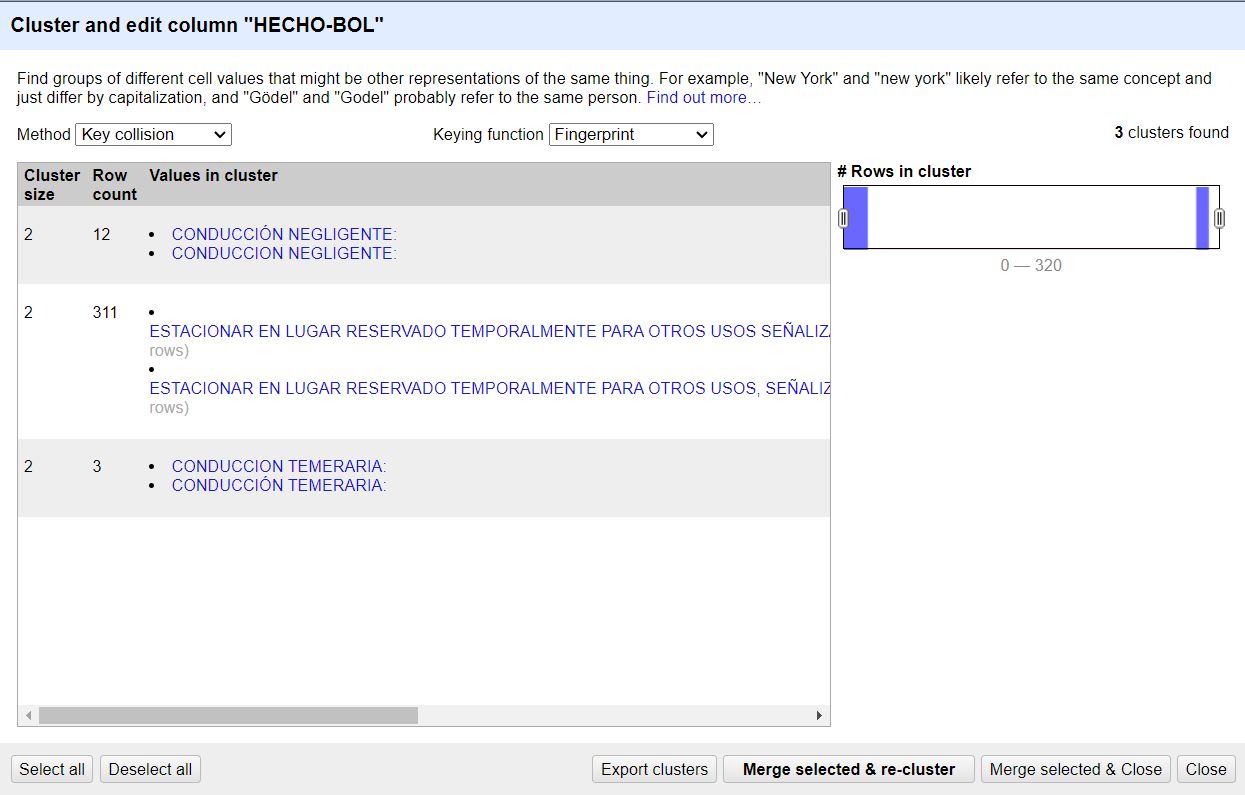 Cluster and edit column "HECHO-BOL"
Find groups of different cell values that might be other representations of the same thing. For example, "New York" and "new york" likely refer to the same concept and
just differ by capitalization, and "Gödel" and "Godel" probably refer to the same person. Find out more…
Method Key collision Keying function Fingerprint 3 clusters found
Cluster size Row count Values in cluster
# Rows in cluster
0 — 320
2 12 • CONDUCCIÓN NEGLIGENTE:
• CONDUCCION NEGLIGENTE:
2 311 •
ESTACIONAR EN LUGAR RESERVADO TEMPORALMENTE PARA OTROS USOS SEÑALIZ
rows)
•
ESTACIONAR EN LUGAR RESERVADO TEMPORALMENTE PARA OTROS USOS, SEÑALIZ
rows)
2 3 • CONDUCCION TEMERARIA:
• CONDUCCIÓN TEMERARIA:
Select all Deselect all Export clusters Merge selected & re-cluster Merge selected & Close Close